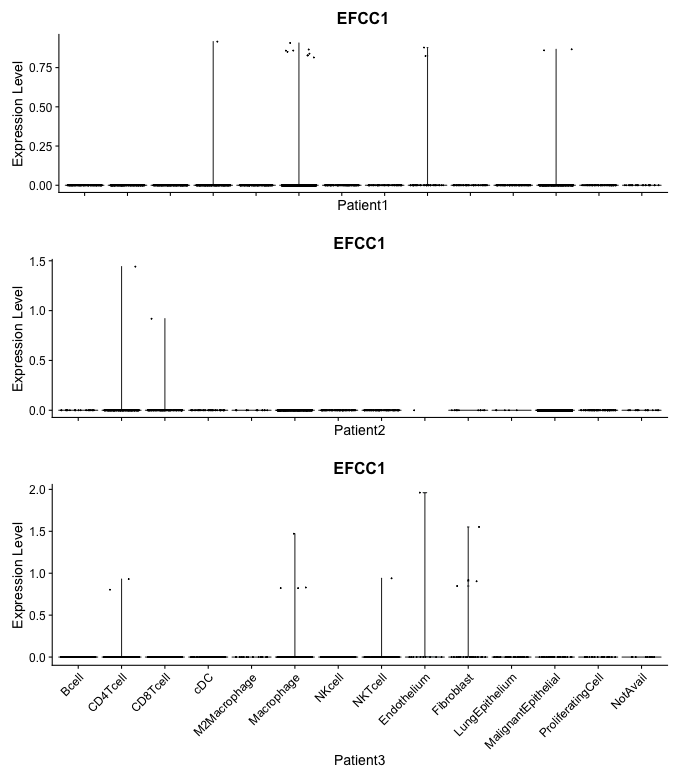 EFCC1
Expression Level
0.75
0.50
0.25
0.00
Patient1
EFCC1
Expression Level
1.5
1.0
0.5
0.0
Patient2
EFCC1
Expression Level
2.0
1.5
1.0
0.5
0.0
Bcell
CD4Tcell
CD8Tcell
cDC
M2Macrophage
Macrophage
NKcell
NKTcell
Endothelium
Fibroblast
LungEpithelium
MalignantEpithelial
ProliferatingCell
NotAvail
Patient3